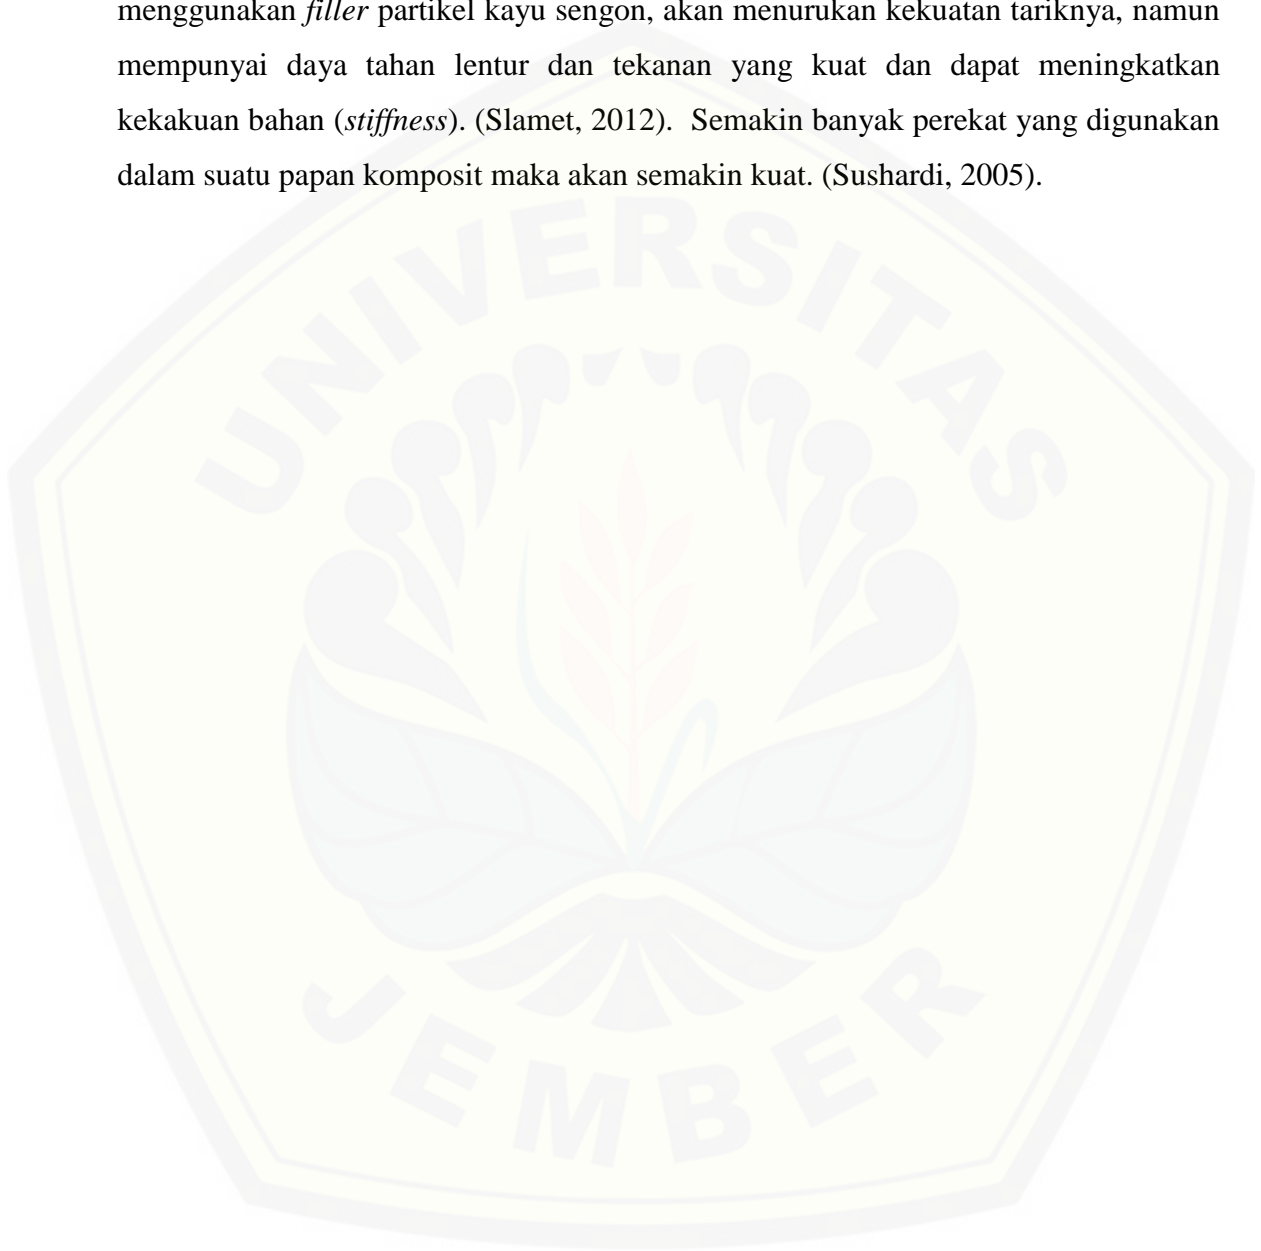 menggunakan filler partikel kayu sengon, akan menurukan kekuatan tariknya, namun
mempunyai daya tahan lentur dan tekanan yang kuat dan dapat meningkatkan
kekakuan bahan (stiffness). (Slamet, 2012). Semakin banyak perekat yang digunakan
dalam suatu papan komposit maka akan semakin kuat. (Sushardi, 2005).
UNIVERSITAS
JEMBER